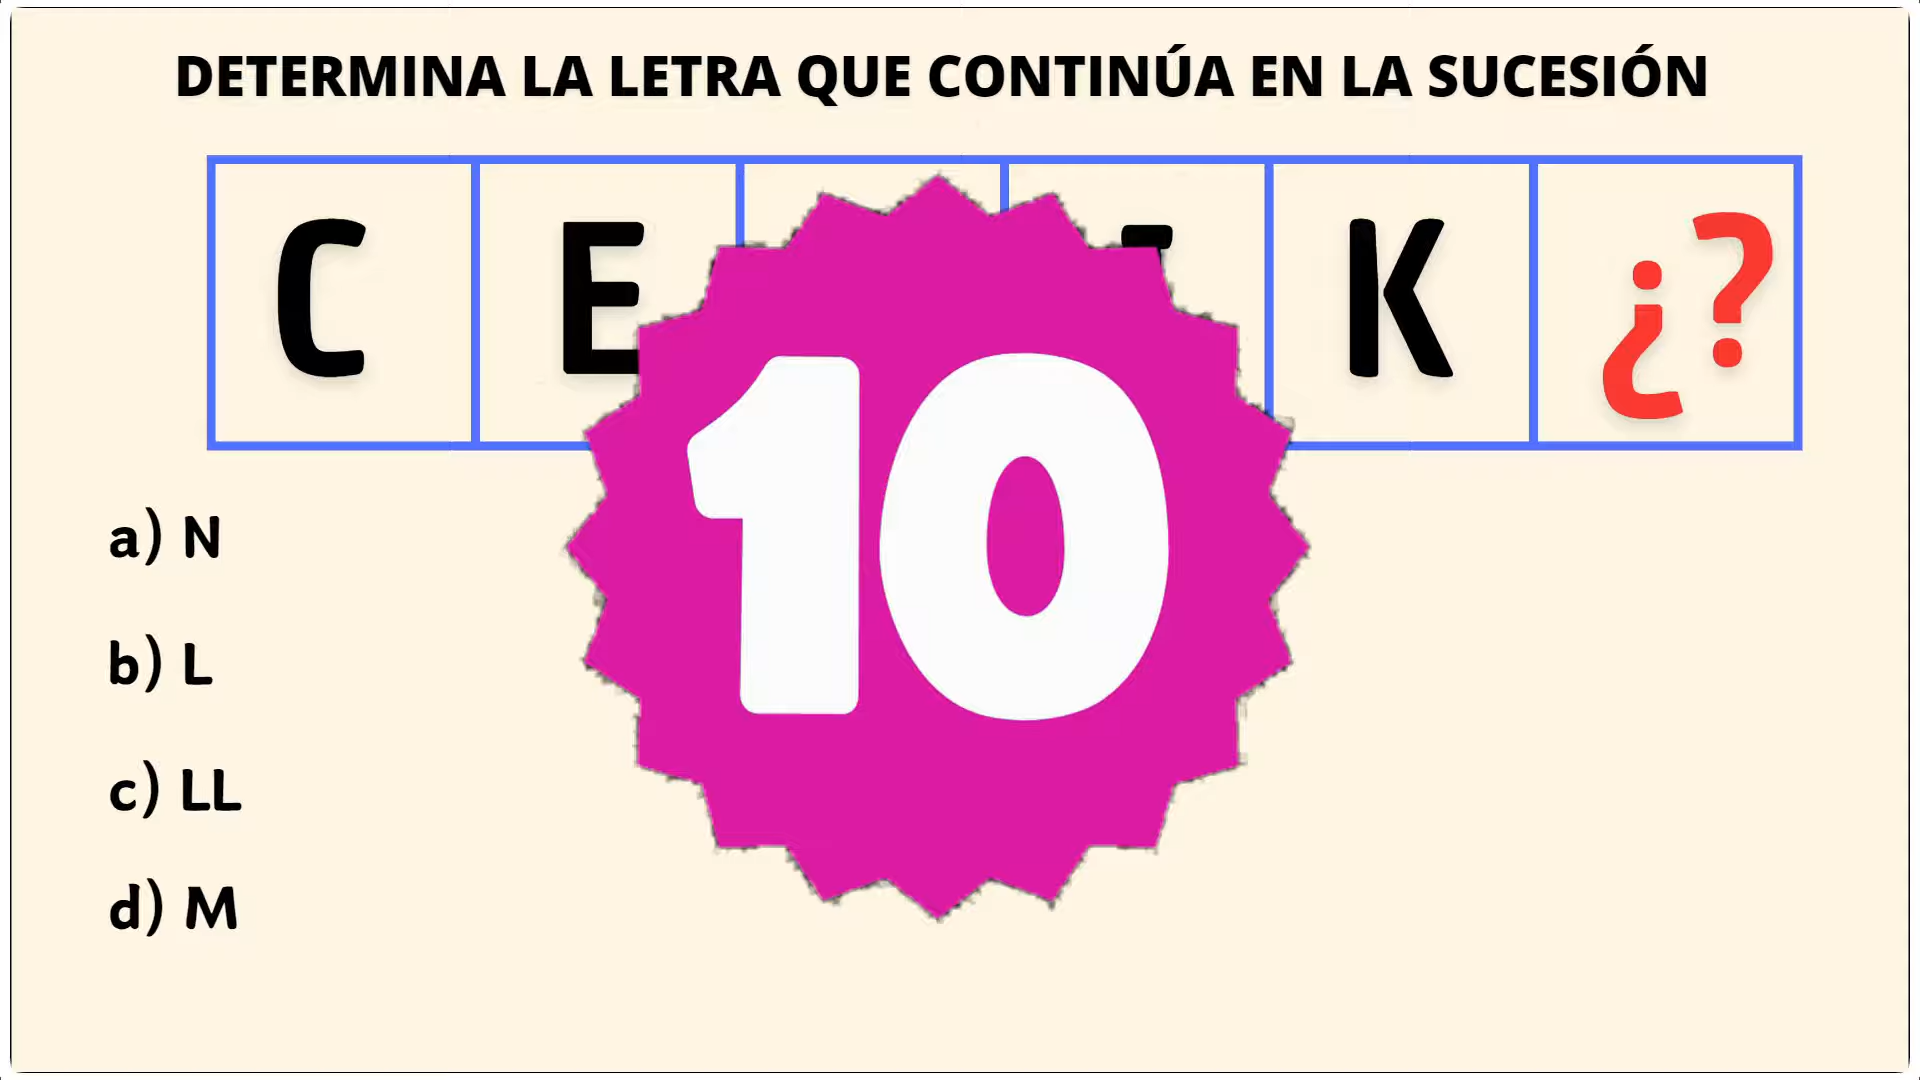 DETERMINA LA LETRA QUE CONTINÚA EN LA SUCESIÓN
C E K ¿?
10
a) N
b) L
c) LL
d) M